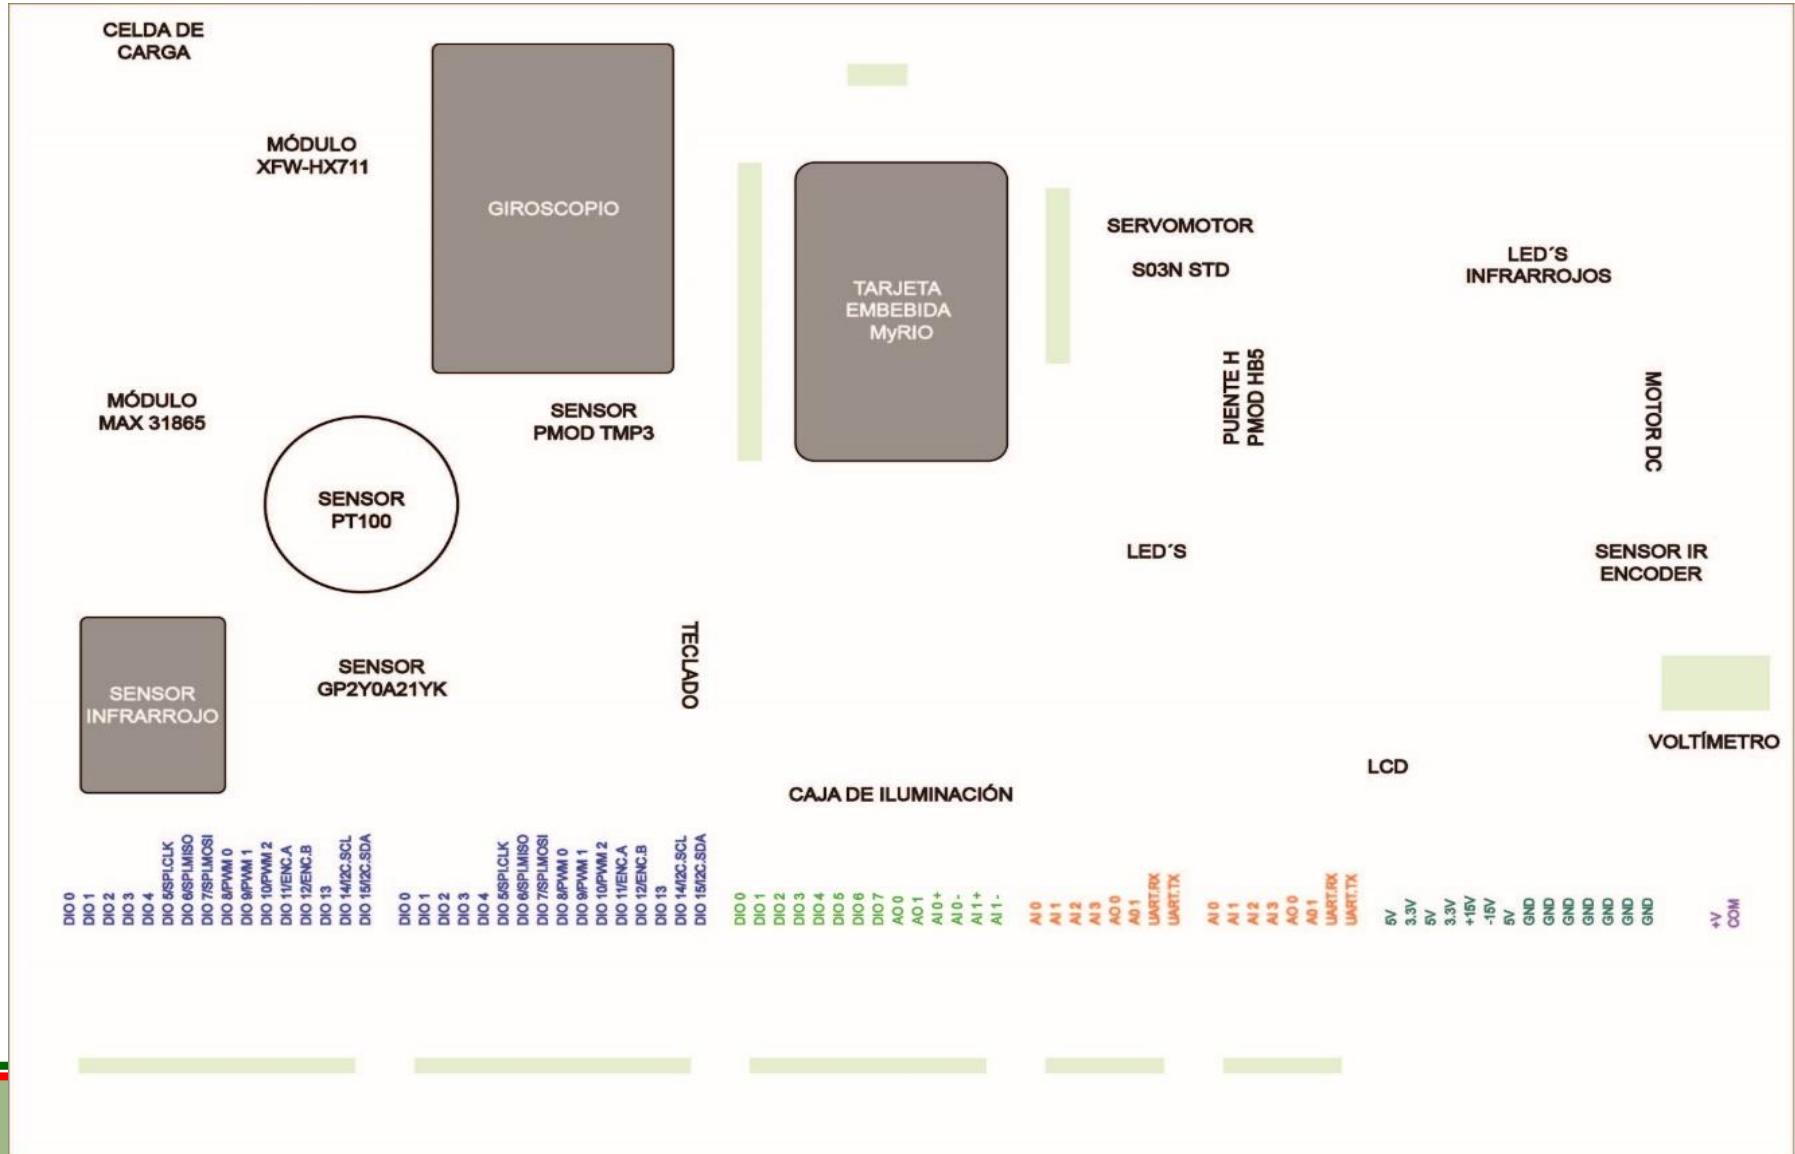 CELDA DE
CARGA
MÓDULO
XFW-HX711
GIROSCOPIO
TARJETA
EMBEBIDA
MyRIO
SERVOMOTOR
S03N STD
LED´S
INFRARROJOS
PUENTE H
PMOD HB5
MOTOR DC
MÓDULO
MAX 31865
SENSOR
PMOD TMP3
SENSOR
PT100
LED´S
SENSOR IR
ENCODER
SENSOR
INFRARROJO
SENSOR
GP2Y0A21YK
TECLADO
VOLTÍMETRO
LCD
CAJA DE ILUMINACIÓN
DIO 0
DIO 1
DIO 2
DIO 3
DIO 4
DIO 5/SPI.CLK
DIO 6/SPI.MISO
DIO 7/SPI.MOSI
DIO 8/PWM 0
DIO 9/PWM 1
DIO 10/PWM 2
DIO 11/ENC.A
DIO 12/ENC.B
DIO 13
DIO 14/I2C.SCL
DIO 15/I2C.SDA
DIO 0
DIO 1
DIO 2
DIO 3
DIO 4
DIO 5/SPI.CLK
DIO 6/SPI.MISO
DIO 7/SPI.MOSI
DIO 8/PWM 0
DIO 9/PWM 1
DIO 10/PWM 2
DIO 11/ENC.A
DIO 12/ENC.B
DIO 13
DIO 14/I2C.SCL
DIO 15/I2C.SDA
DIO 0
DIO 1
DIO 2
DIO 3
DIO 4
DIO 5
DIO 6
DIO 7
AO 0
AO 1
AI 0+
AI 0-
AI 1+
AI 1-
AI 0
AI 1
AI 2
AI 3
AO 0
A0 1
UART.RX
UART.TX
AI 0
AI 1
AI 2
AI 3
AO 0
A0 1
UART.RX
UART.TX
5V
3.3V
5V
3.3V
+15V
-15V
5V
GND
GND
GND
GND
GND
GND
GND
+V
COM